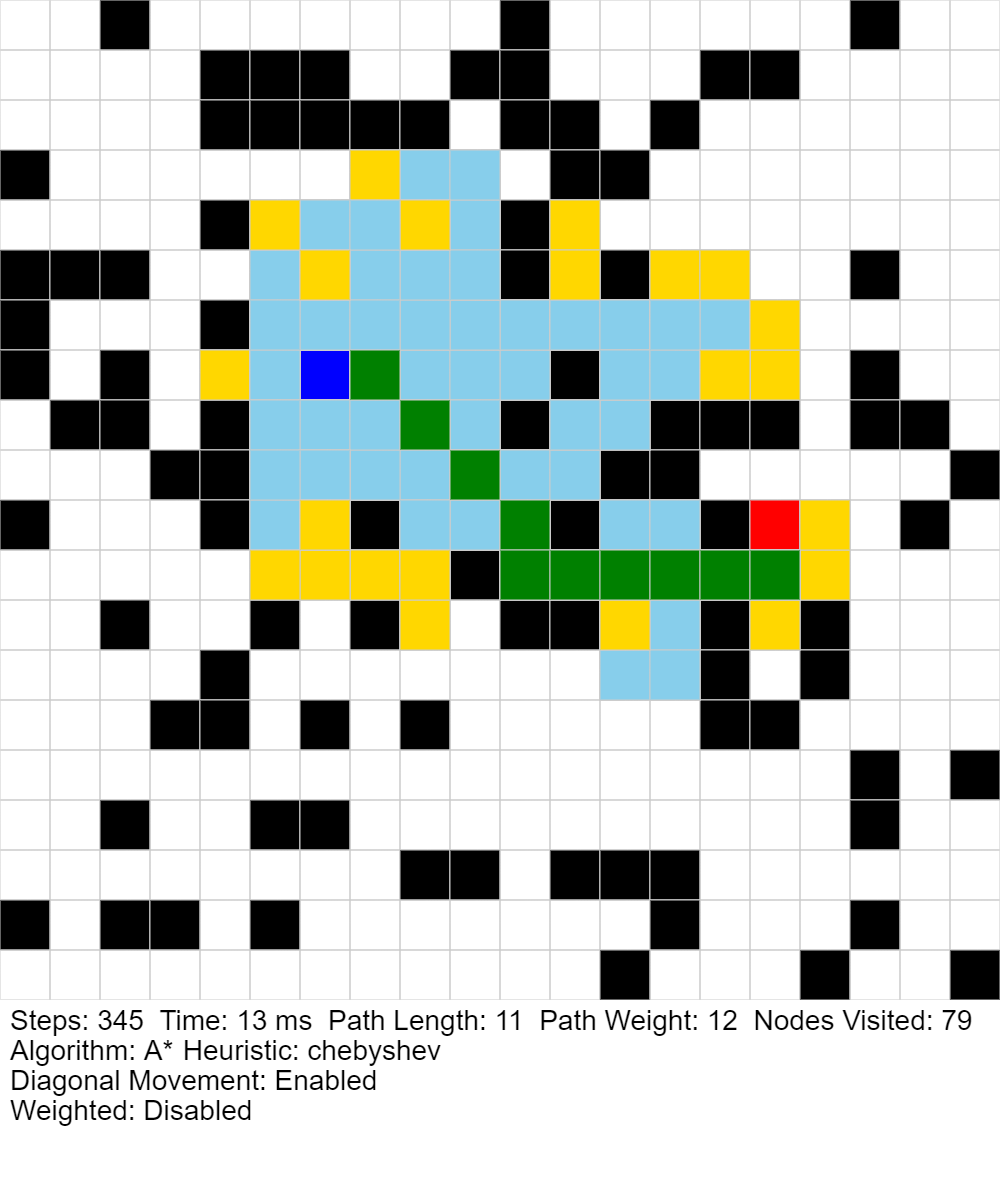 Steps: 345  Time: 13 ms  Path Length: 11  Path Weight: 12  Nodes Visited: 79
Algorithm: A* Heuristic: chebyshev
Diagonal Movement: Enabled
Weighted: Disabled